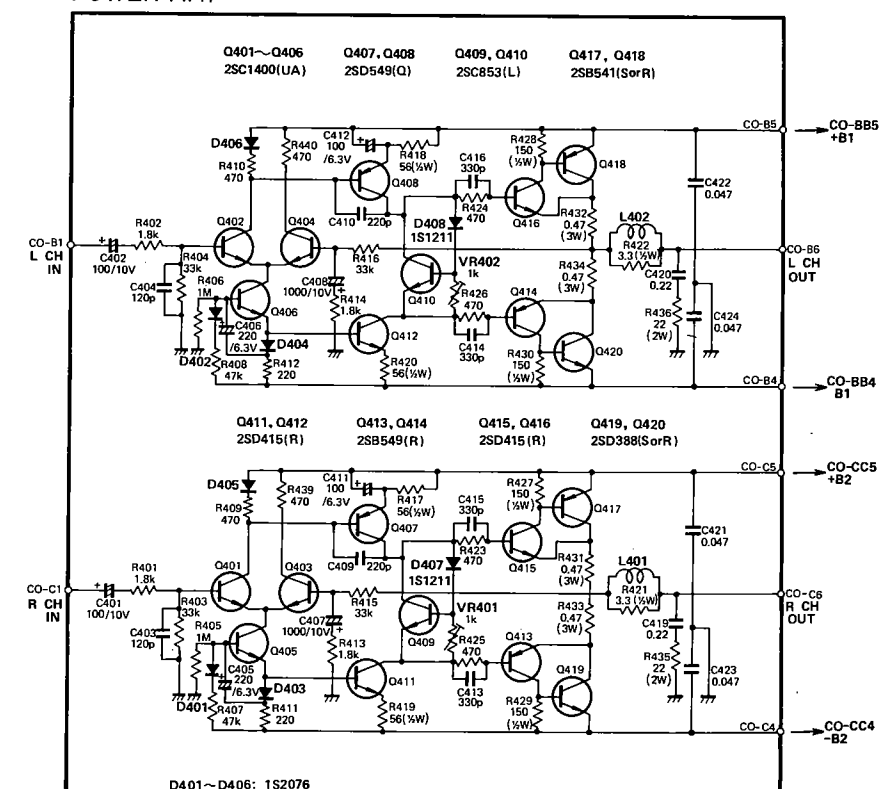 Q401~Q406
2SC1400(UA)
Q407, Q408
2SD549(Q)
Q409, Q410
2SC853(L)
Q417, Q418
2SB541(SorR)
CO-B5
CO-BB5
+B1
D406
R410
470
R440
470
C412
100
/6.3V
R418
56(½W)
Q408
C410
220p
C416
330p
R424
470
R428
150
(½W)
Q418
Q416
C422
0.047
R402
1.8k
Q402
Q404
D408
1S1211
R432
0.47
(3W)
L402
R422
3.3(½W)
CO-B1
L CH
IN
C402
100/10V
R404
33k
R416
33k
VR402
1k
CO-B6
L CH
OUT
C404
120p
R406
1M
C408
1000/10V
R414
1.8k
Q410
R426
470
R434
0.47
(3W)
C420
0.22
Q406
C406
220
/6.3V
D404
Q412
Q414
C414
330p
R436
22
(2W)
C424
0.047
D402
R408
47k
R412
220
R420
56(½W)
R430
150
(½W)
Q420
CO-B4
CO-BB4
B1
Q411, Q412
2SD415(R)
Q413, Q414
2SB549(R)
Q415, Q416
2SD415(R)
Q419, Q420
2SD388(SorR)
CO-C5
CO-CC5
+B2
D405
R409
470
R439
470
C411
100
/6.3V
R417
56(½W)
Q407
C409
220p
C415
330p
R423
470
R427
150
(½W)
Q417
Q415
C421
0.047
R401
1.8k
Q401
Q403
D407
1S1211
R431
0.47
(3W)
L401
R421
3.3(½W)
CO-C1
R CH
IN
C401
100/10V
R403
33k
R415
33k
VR401
1k
CO-C6
R CH
OUT
C403
120p
R405
1M
C407
1000/10V
R413
1.8k
Q409
R425
470
R433
0.47
(3W)
C419
0.22
Q405
C405
220
/6.3V
D403
Q411
Q413
C413
330p
R435
22
(2W)
C423
0.047
D401
R407
47k
R411
220
R419
56(½W)
R429
150
(½W)
Q419
CO-C4
CO-CC4
-B2
D401~D406: 1S2076